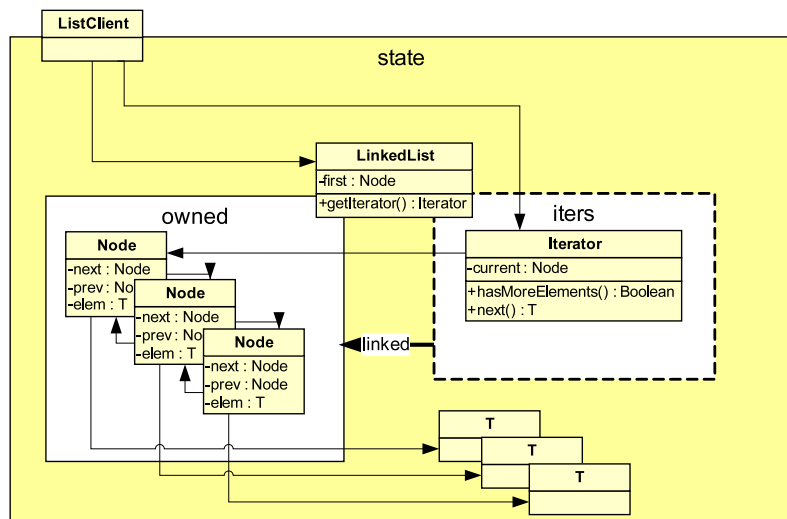 ListClient
state
LinkedList
-first : Node
+getIterator() : Iterator
owned
iters
Node
-next : Node
-prev : No
-elem : T
Node
-next : Node
-prev : No
-elem : T
Node
-next : Node
-prev : Node
-elem : T
Iterator
-current : Node
+hasMoreElements() : Boolean
+next() : T
linked
T
T
T